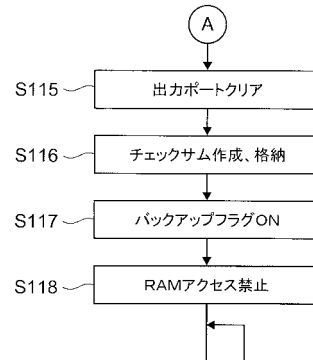 A
S115 出力ポートクリア
S116 チェックサム作成、格納
S117 バックアップフラグON
S118 RAMアクセス禁止